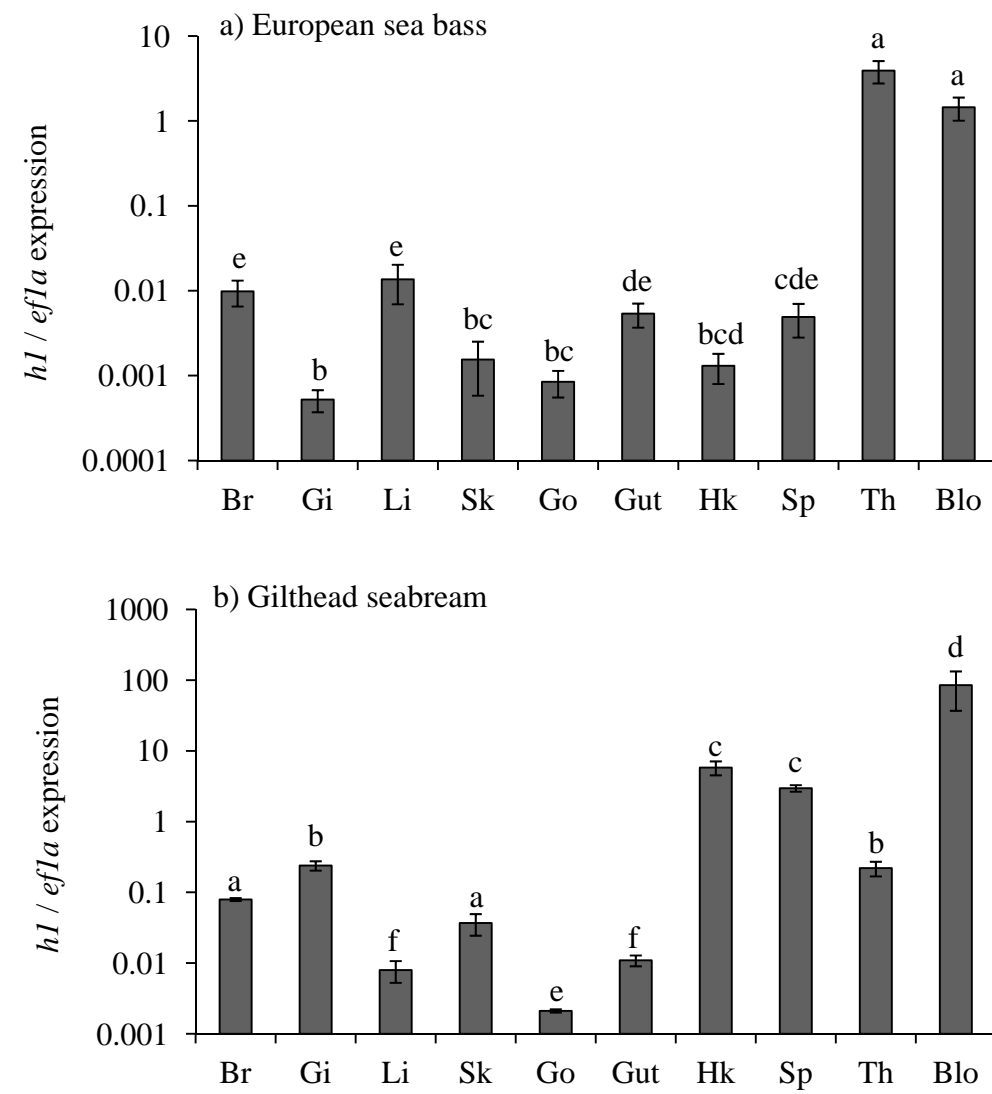 a) European sea bass
10
1
0.1
0.01
0.001
0.0001
h1 / ef1a expression
a
a
e
e
de
cde
bc
bcd
bc
b
Br Gi Li Sk Go Gut Hk Sp Th Blo
b) Gilthead seabream
1000
100
10
1
0.1
0.01
0.001
h1 / ef1a expression
d
c
c
b
b
a
a
f
f
e
Br Gi Li Sk Go Gut Hk Sp Th Blo